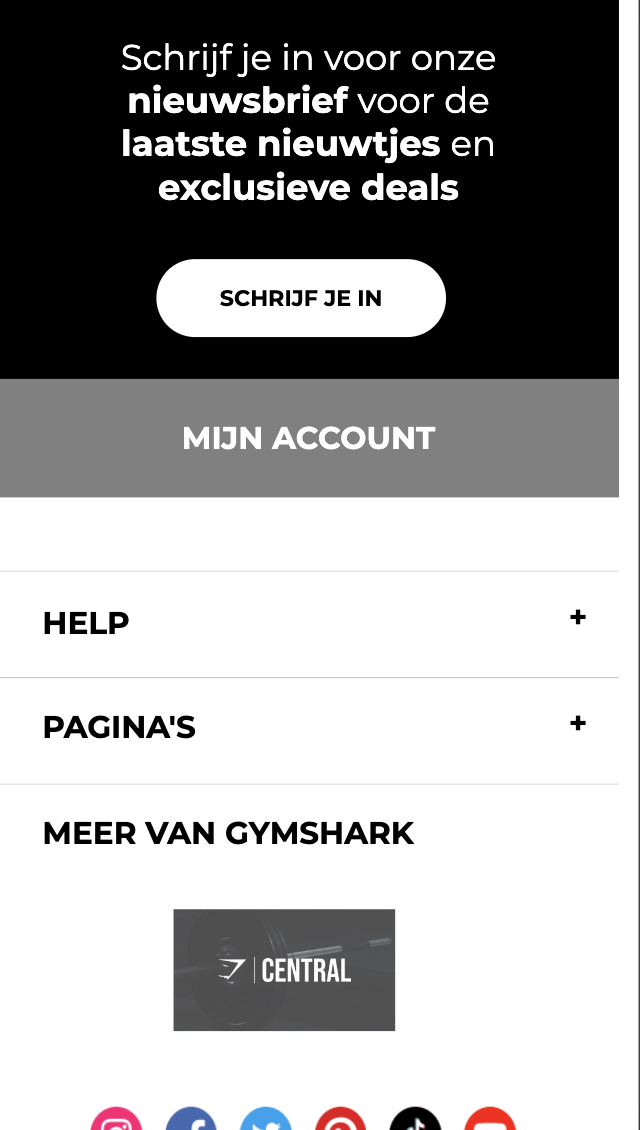 Schrijf je in voor onze
nieuwsbrief voor de
laatste nieuwtjes en
exclusieve deals
SCHRIJF JE IN
MIJN ACCOUNT
HELP
+
PAGINA'S
+
MEER VAN GYMSHARK
CENTRAL